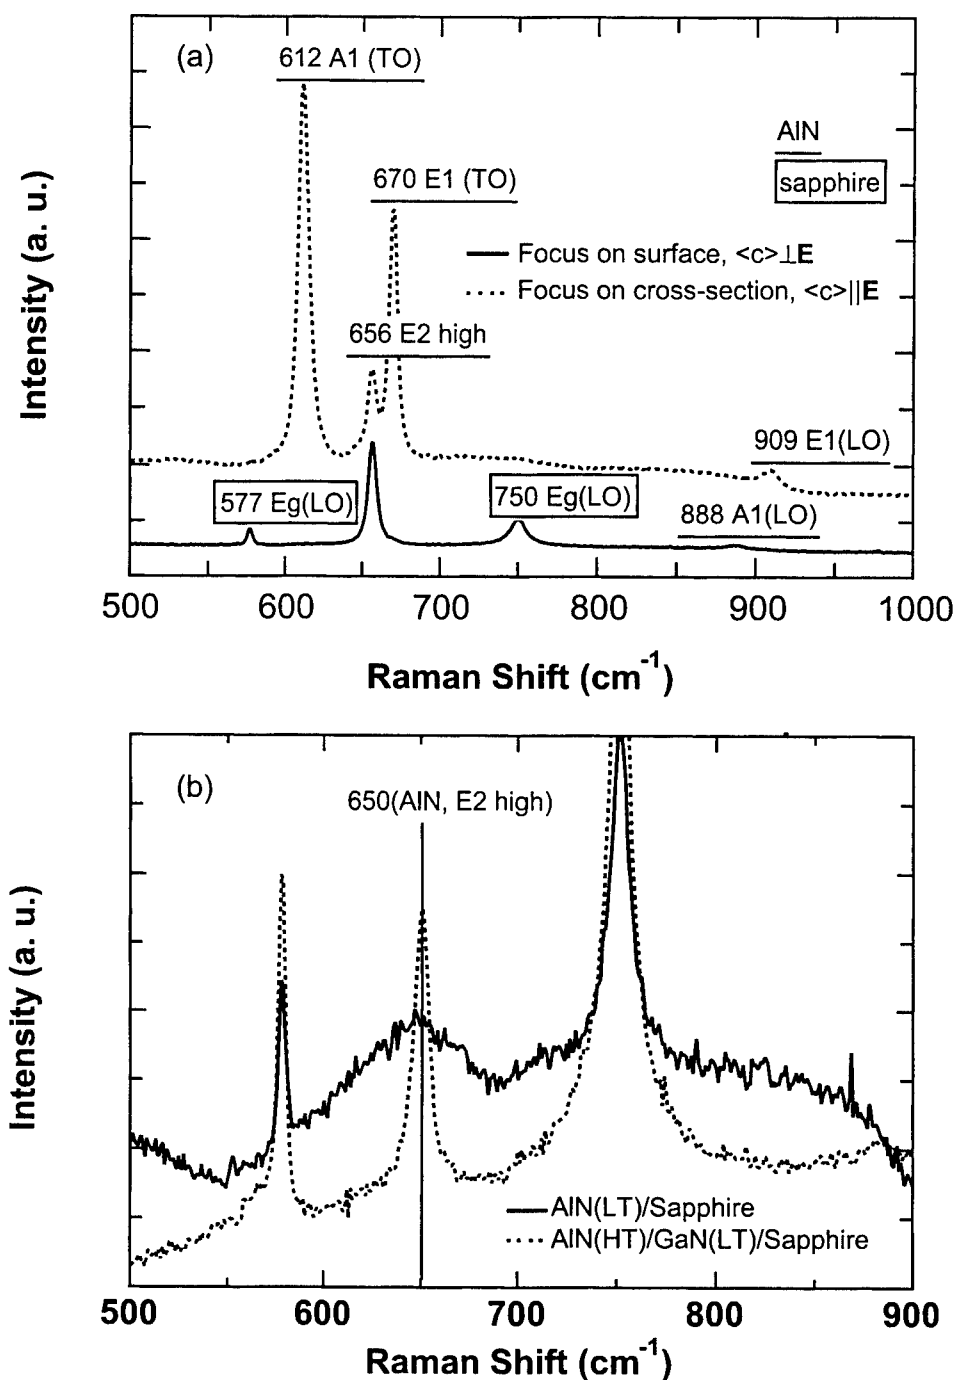 (a)
612 A1 (TO)
AlN
sapphire
670 E1 (TO)
Focus on surface, <c>⊥E
Focus on cross-section, <c>||E
656 E2 high
909 E1(LO)
577 Eg(LO)
750 Eg(LO)
888 A1(LO)
Intensity (a. u.)
500 600 700 800 900 1000
Raman Shift (cm⁻¹)
(b)
650(AlN, E2 high)
AlN(LT)/Sapphire
AlN(HT)/GaN(LT)/Sapphire
Intensity (a. u.)
500 600 700 800 900
Raman Shift (cm⁻¹)